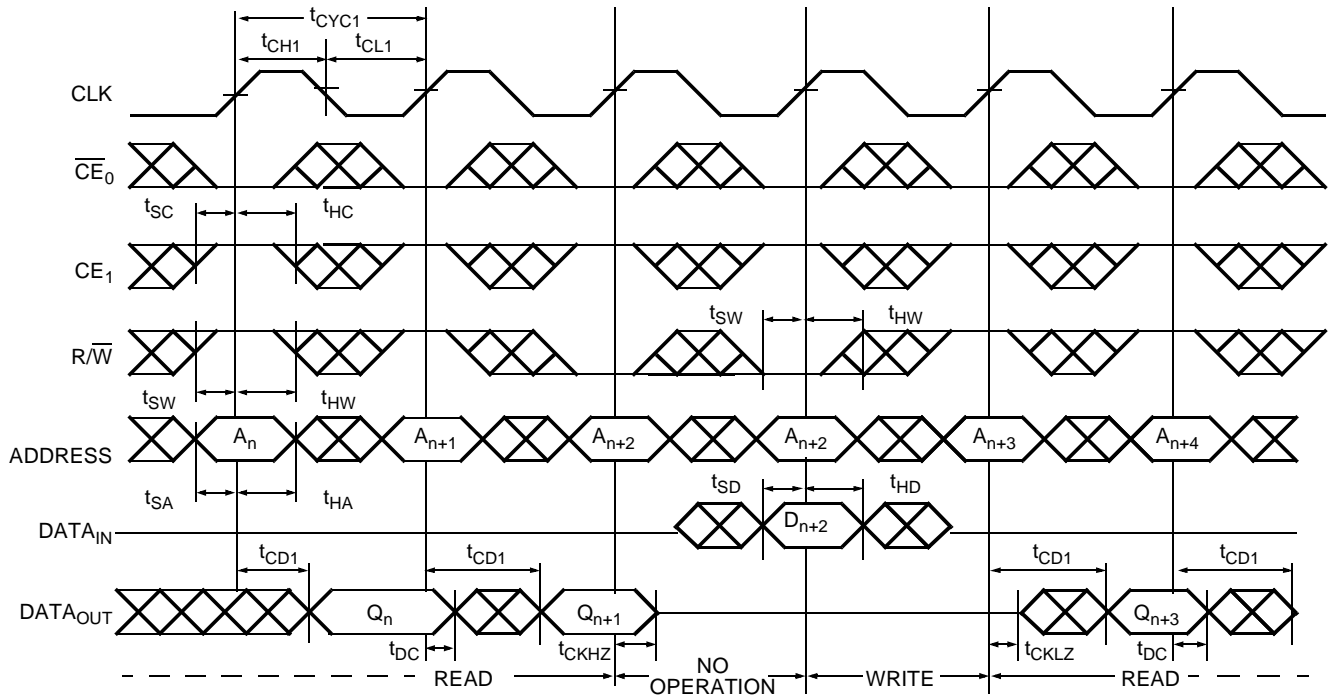 tCYC1
tCH1 tCL1
CLK
CE0
tSC tHC
CE1
tSW tHW
R/W
tSW tHW
ADDRESS An An+1 An+2 An+2 An+3 An+4
tSA tHA tSD tHD
DATAIN Dn+2
tCD1 tCD1 tCD1 tCD1
DATAOUT Qn Qn+1 Qn+3
tDC tCKHZ tCKLZ tDC
READ NO OPERATION WRITE READ